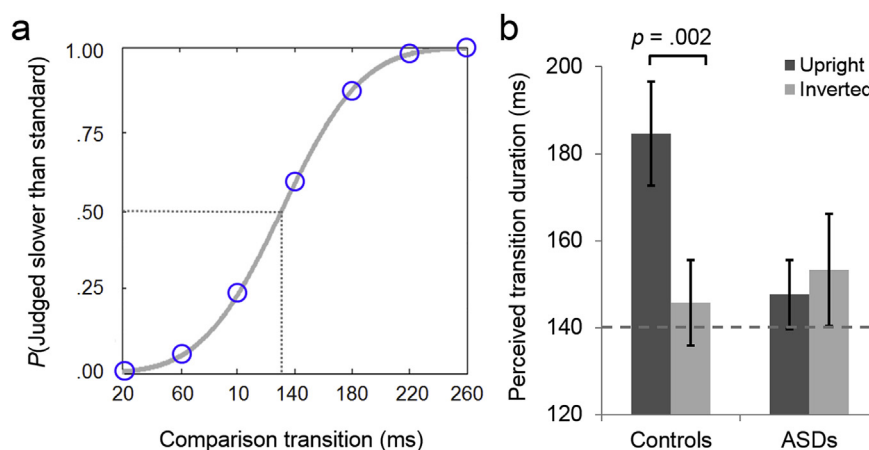 a
P(Judged slower than standard)
1.00
.75
.50
.25
.00
20 60 10 140 180 220 260
Comparison transition (ms)
b
p = .002
Upright
Inverted
Perceived transition duration (ms)
200
180
160
140
120
Controls ASDs